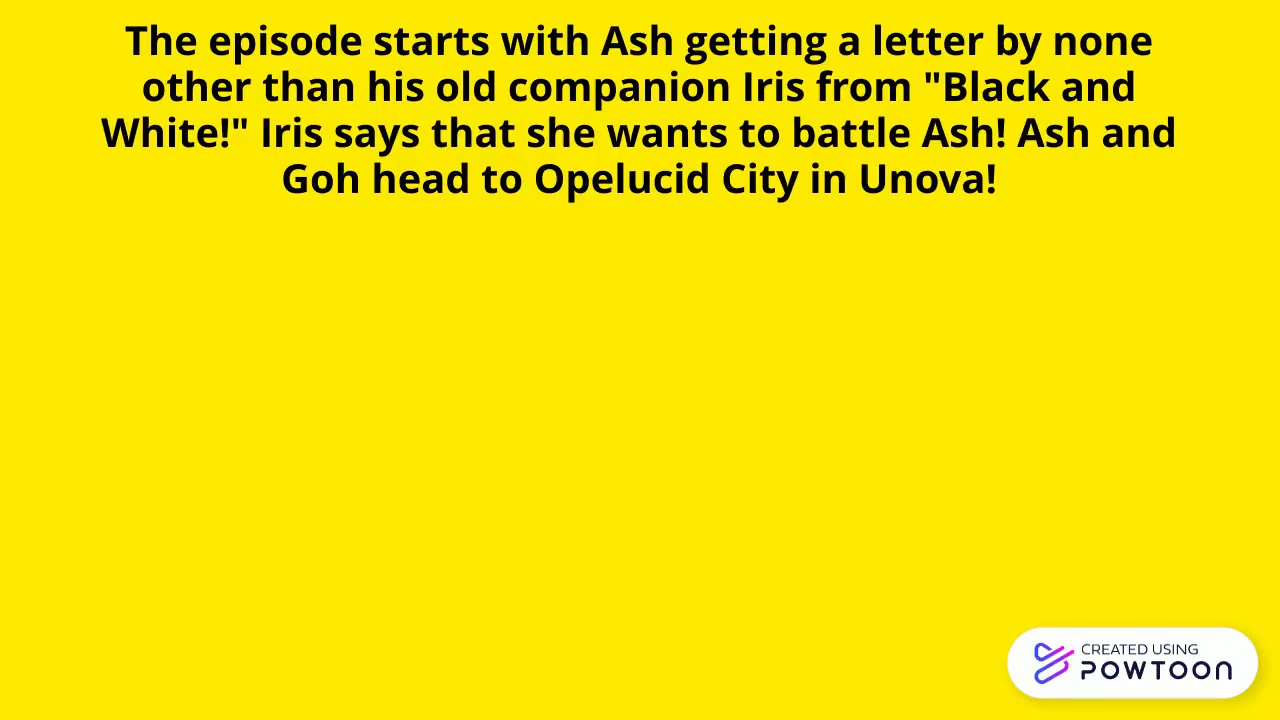 The episode starts with Ash getting a letter by none
other than his old companion Iris from "Black and
White!" Iris says that she wants to battle Ash! Ash and
Goh head to Opelucid City in Unova!
CREATED USING
POWTOON